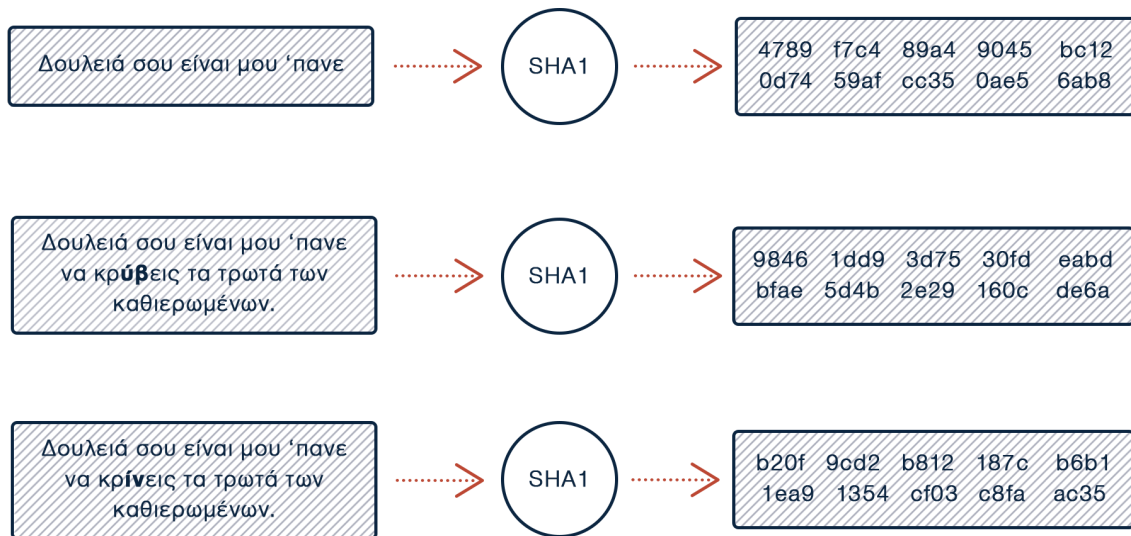 Δουλειά σου είναι μου ‘πανε
SHA1
4789 f7c4 89a4 9045 bc12
0d74 59af cc35 0ae5 6ab8
Δουλειά σου είναι μου ‘πανε
να κρύβεις τα τρωτά των
καθιερωμένων.
SHA1
9846 1dd9 3d75 30fd eabd
bfae 5d4b 2e29 160c de6a
Δουλειά σου είναι μου ‘πανε
να κρίνεις τα τρωτά των
καθιερωμένων.
SHA1
b20f 9cd2 b812 187c b6b1
1ea9 1354 cf03 c8fa ac35